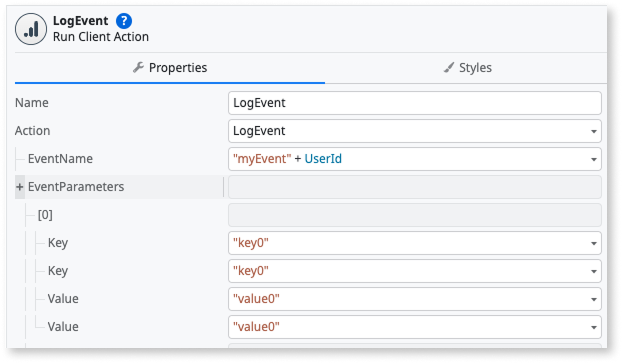 LogEvent ?
Run Client Action
Properties Styles
Name LogEvent
Action LogEvent
EventName "myEvent" + UserId
+ EventParameters
[0]
Key "key0"
Key "key0"
Value "value0"
Value "value0"